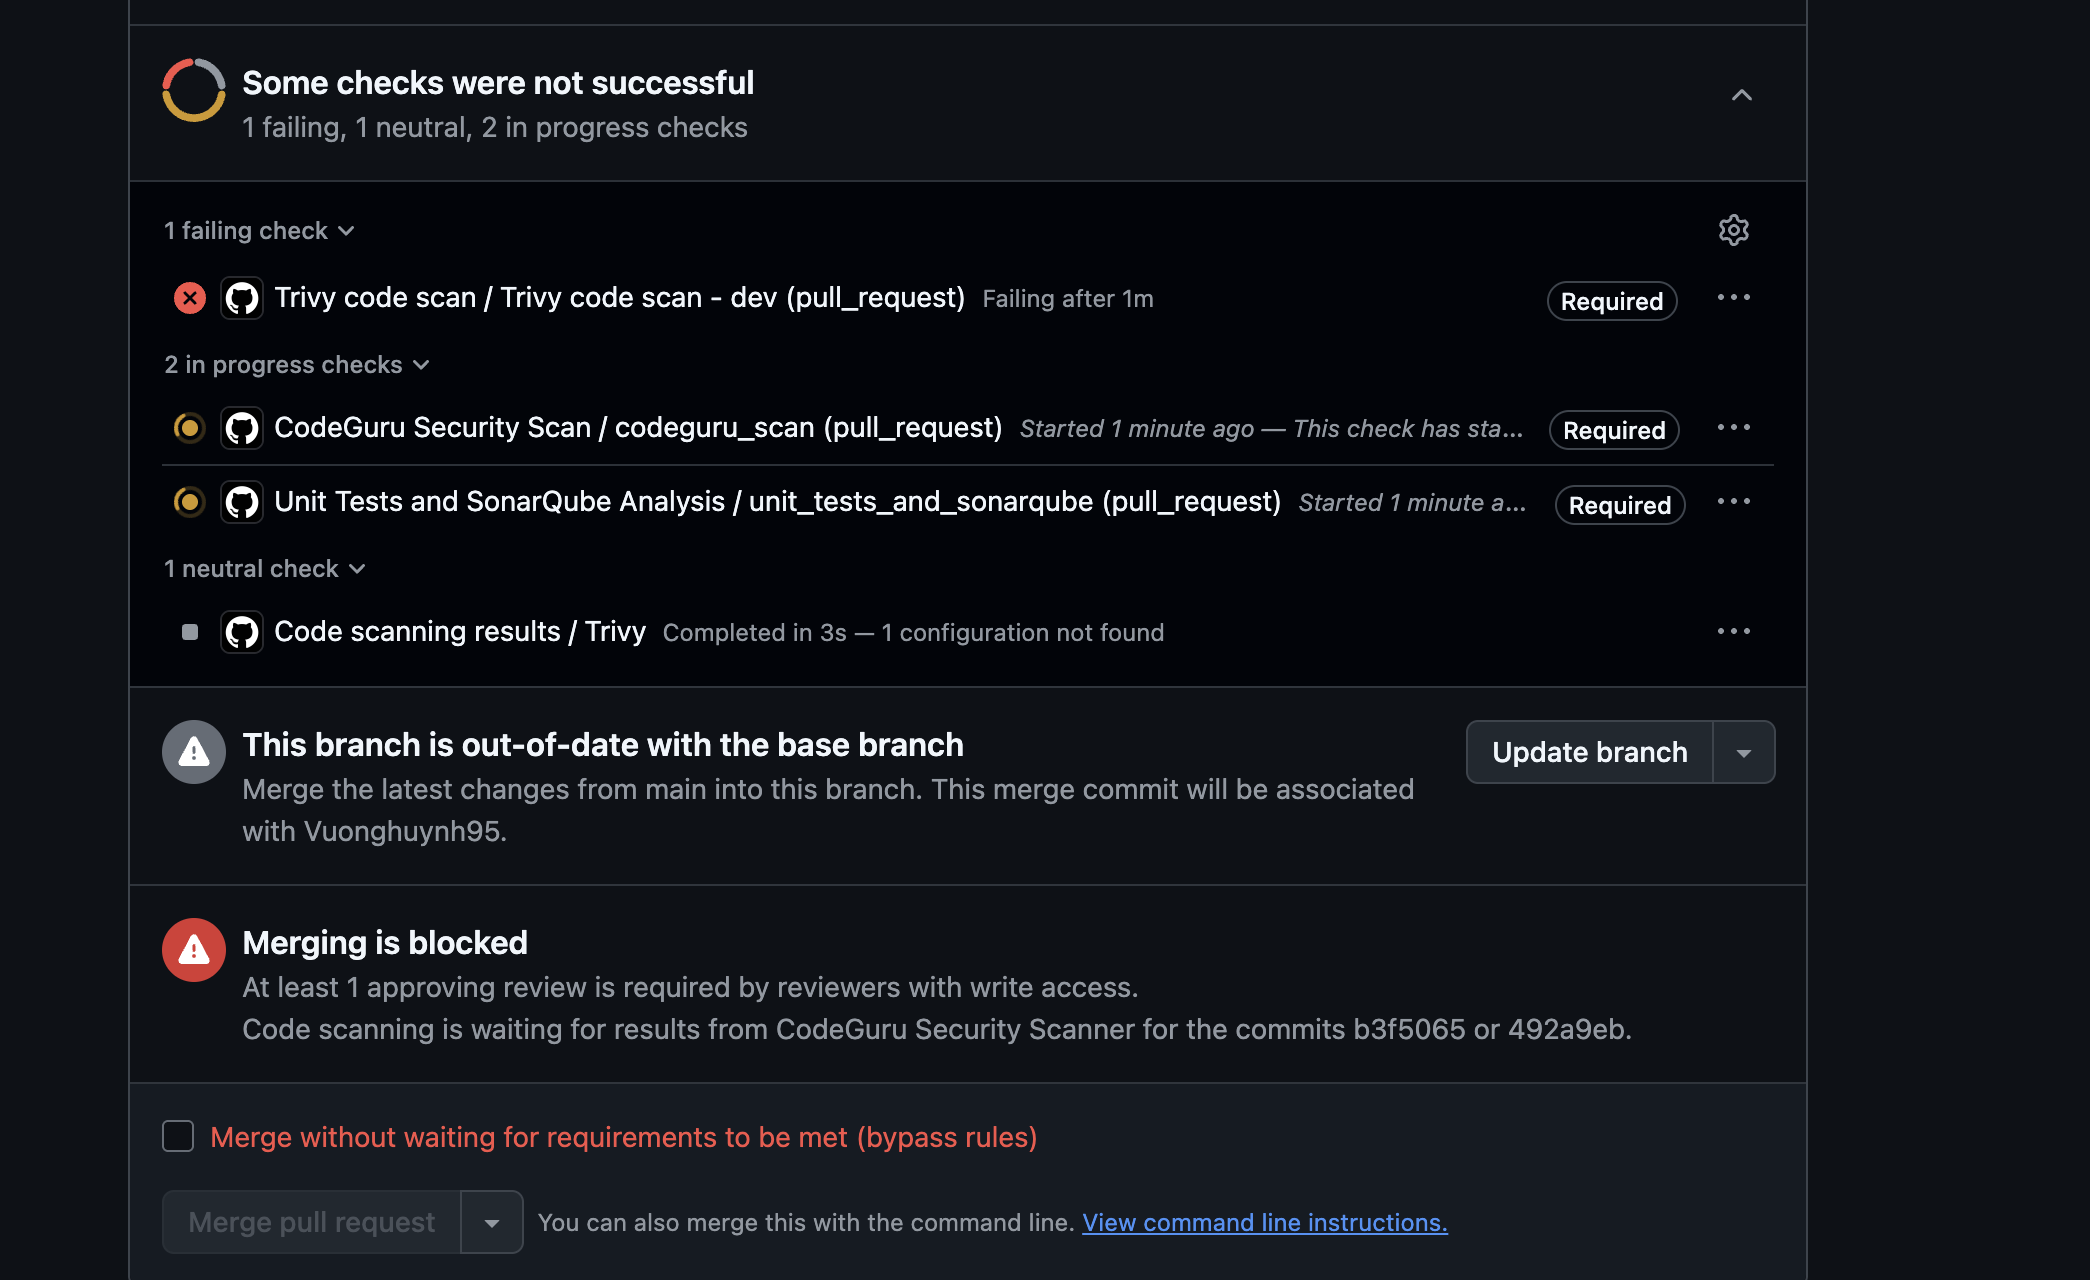 Some checks were not successful
1 failing, 1 neutral, 2 in progress checks
1 failing check
Trivy code scan / Trivy code scan - dev (pull_request) Failing after 1m Required
2 in progress checks
CodeGuru Security Scan / codeguru_scan (pull_request) Started 1 minute ago — This check has sta... Required
Unit Tests and SonarQube Analysis / unit_tests_and_sonarqube (pull_request) Started 1 minute a... Required
1 neutral check
Code scanning results / Trivy Completed in 3s — 1 configuration not found
This branch is out-of-date with the base branch
Update branch
Merge the latest changes from main into this branch. This merge commit will be associated
with Vuonghuynh95.
Merging is blocked
At least 1 approving review is required by reviewers with write access.
Code scanning is waiting for results from CodeGuru Security Scanner for the commits b3f5065 or 492a9eb.
Merge without waiting for requirements to be met (bypass rules)
Merge pull request You can also merge this with the command line. View command line instructions.